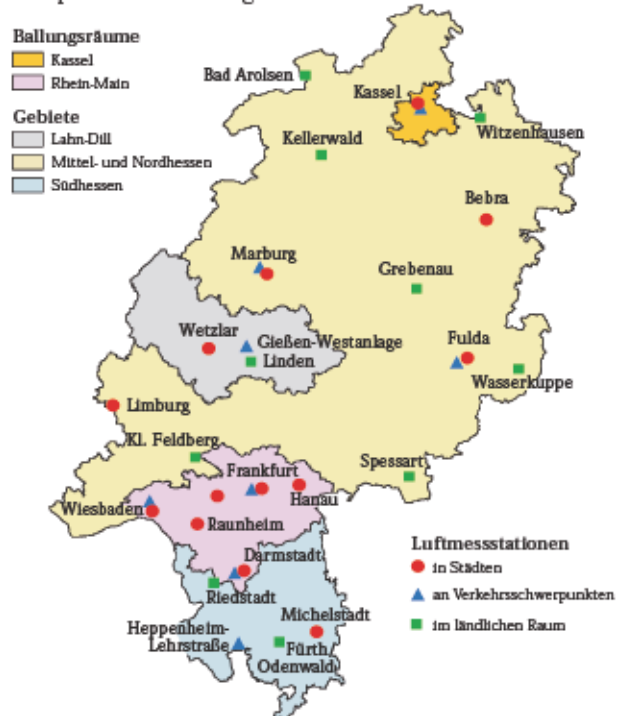 Ballungsräume
Kassel
Rhein-Main
Gebiete
Lahn-Dill
Mittel- und Nordhessen
Südhessen
Bad Arolsen
Kassel
Witzenhausen
Kellerwald
Bebra
Marburg
Grebenau
Wetzlar
Gießen-Westanlage
Linden
Fulda
Wasserkuppe
Limburg
Kl. Feldberg
Spessart
Frankfurt
Hanau
Wiesbaden
Raunheim
Darmstadt
Riedstadt
Michelstadt
Heppenheim-
Lehrstraße
Fürth
Odenwald
Luftmessstationen
in Städten
an Verkehrsschwerpunkten
im ländlichen Raum